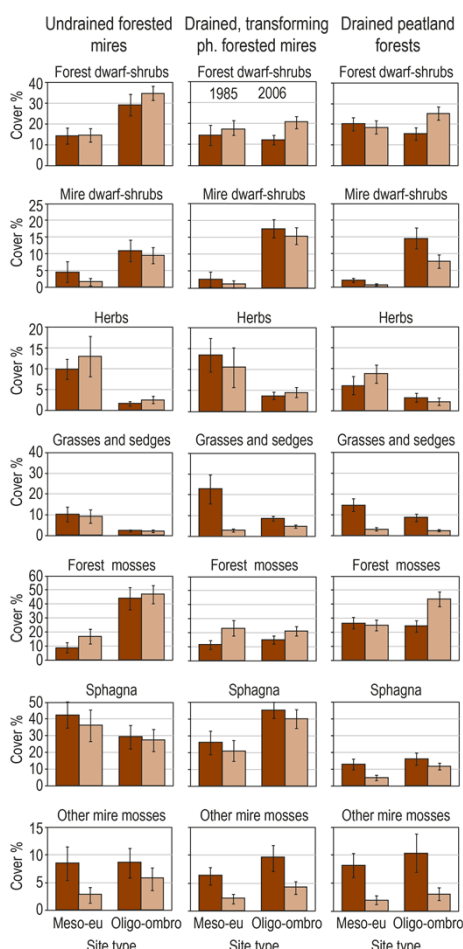 Undrained forested mires
Drained, transforming ph. forested mires
Drained peatland forests
Forest dwarf-shrubs
Forest dwarf-shrubs
Forest dwarf-shrubs
Cover %
40
30
20
10
0
1985 2006
Mire dwarf-shrubs
Mire dwarf-shrubs
Mire dwarf-shrubs
Cover %
25
20
15
10
5
0
Herbs
Herbs
Herbs
Cover %
20
15
10
5
0
Grasses and sedges
Grasses and sedges
Grasses and sedges
Cover %
40
30
20
10
0
Forest mosses
Forest mosses
Forest mosses
Cover %
60
50
40
30
20
10
0
Sphagna
Sphagna
Sphagna
Cover %
50
40
30
20
10
0
Other mire mosses
Other mire mosses
Other mire mosses
Cover %
15
10
5
0
Meso-eu Oligo-ombro
Meso-eu Oligo-ombro
Meso-eu Oligo-ombro
Site type
Site type
Site type